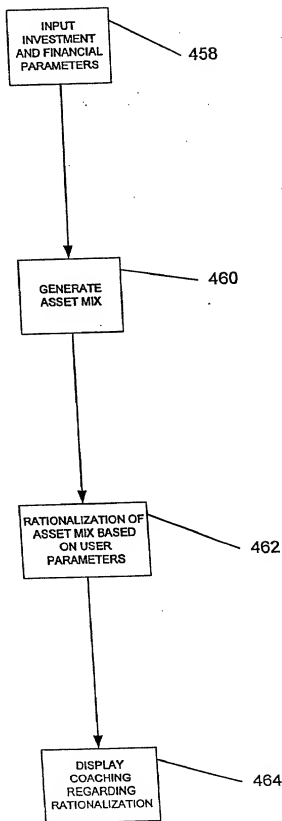 INPUT
INVESTMENT
AND FINANCIAL
PARAMETERS
458
GENERATE
ASSET MIX
460
RATIONALIZATION OF
ASSET MIX BASED
ON USER
PARAMETERS
462
DISPLAY
COACHING
REGARDING
RATIONALIZATION
464